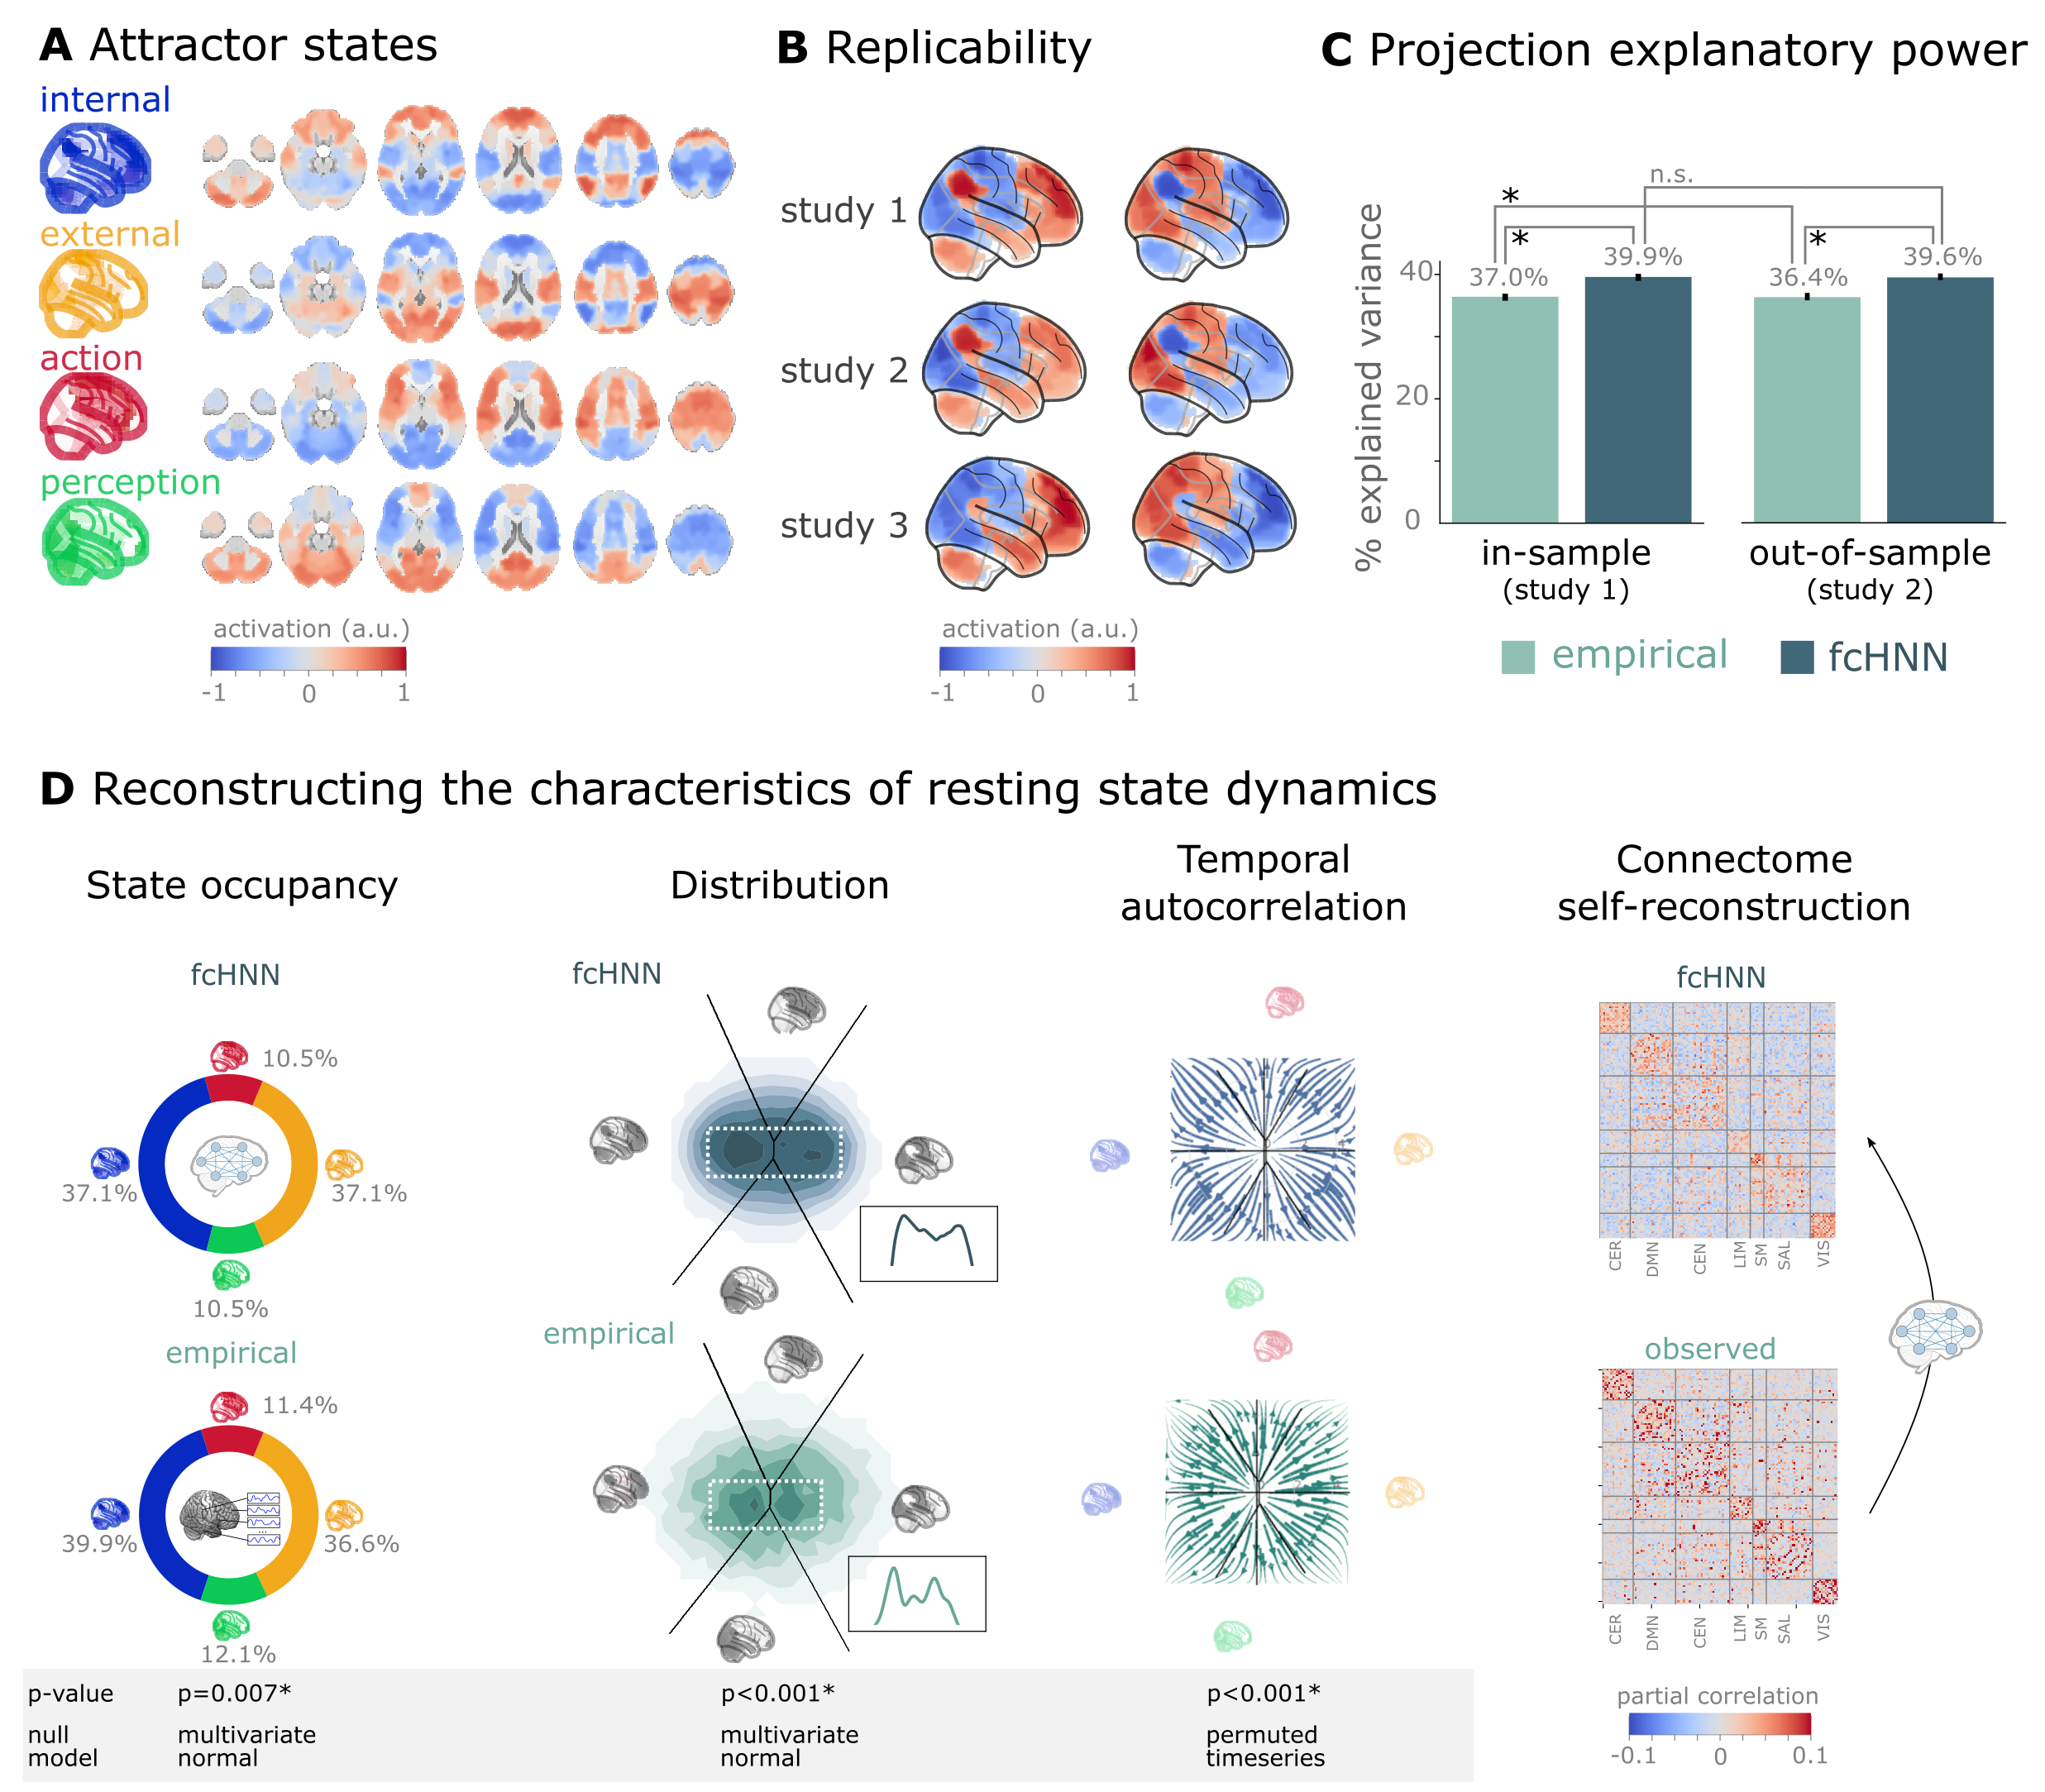 A Attractor states
internal
external
action
perception
activation (a.u.)
-1 0 1
B Replicability
study 1
study 2
study 3
activation (a.u.)
-1 0 1
C Projection explanatory power
n.s.
*
* *
39.9% 39.6%
37.0% 36.4%
% explained variance
40
20
0
in-sample
(study 1)
out-of-sample
(study 2)
empirical fcHNN
D Reconstructing the characteristics of resting state dynamics
State occupancy
fcHNN
10.5%
37.1% 37.1%
10.5%
empirical
11.4%
39.9% 36.6%
12.1%
Distribution
fcHNN
empirical
Temporal
autocorrelation
Connectome
self-reconstruction
fcHNN
CER DMN CEN LIM SM SAL VIS
observed
CER DMN CEN LIM SM SAL VIS
partial correlation
-0.1 0 0.1
p-value p=0.007* p<0.001* p<0.001*
null multivariate multivariate permuted
model normal normal timeseries